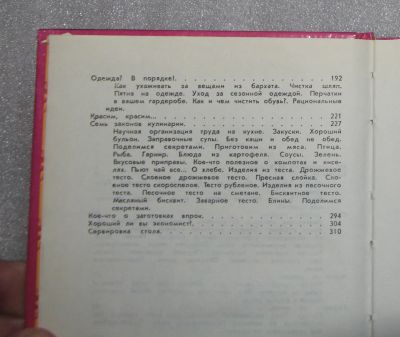 Одежда? В порядке!. . . . . . . . . . . . . . . . 192
Как ухаживать за вещами из бархата. Чистка шляп.
Пятна на одежде. Уход за сезонной одеждой. Перчатки
в вашем гардеробе. Как и чем чистить обувь?. Рациональные
идеи.
Красим, красим... . . . . . . . . . . . . . . . . 221
Семь законов кулинарии. . . . . . . . . . . . . . . . 227
Научная организация труда на кухне. Закуски. Хороший
бульон. Заправочные супы. Без каши и обед не обед.
Поделимся секретами. Приготовим из мяса. Птица.
Рыба. Гарнир. Блюда из картофеля. Соусы. Зелень.
Вкусовые приправы. Кое-что полезное о компотах и кисе-
лях. Пьют чай все... О хлебе. Изделия из теста. Дрожжевое
тесто. Слоеное дрожжевое тесто. Пресная слойка. Сло-
еное тесто скороспелое. Тесто рубленое. Изделия из песочного
теста. Песочное тесто на сметане. Бисквитное тесто.
Масляный бисквит. Заварное тесто. Блины. Поделимся
секретами.
Кое-что о заготовках впрок. . . . . . . . . . . . . . . . 294
Хороший ли вы экономист!. . . . . . . . . . . . . . . . 304
Сервировка стола. . . . . . . . . . . . . . . . 310